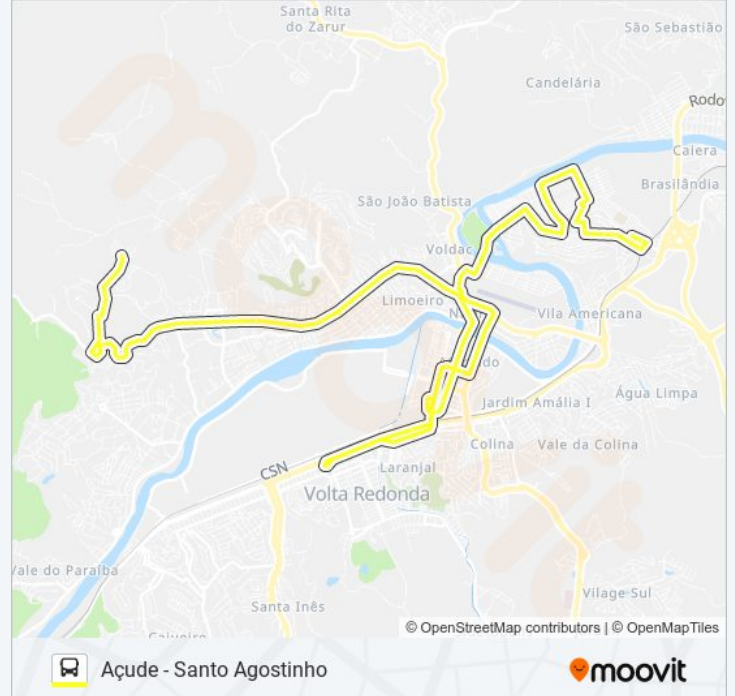 Santa Rita
do Zarur
São Sebastião
Candelária
Rodo
Caiera
Brasilândia
São João Batista
Voldac
Limoeiro
N
Vila Americana
do
Jardim Amália I
Água Limpa
Colina
Vale da Colina
CSN
Laranjal
Volta Redonda
Vale do Paraíba
Vilage Sul
Santa Inês
© OpenStreetMap contributors | © OpenMapTiles
Açude - Santo Agostinho
moovit